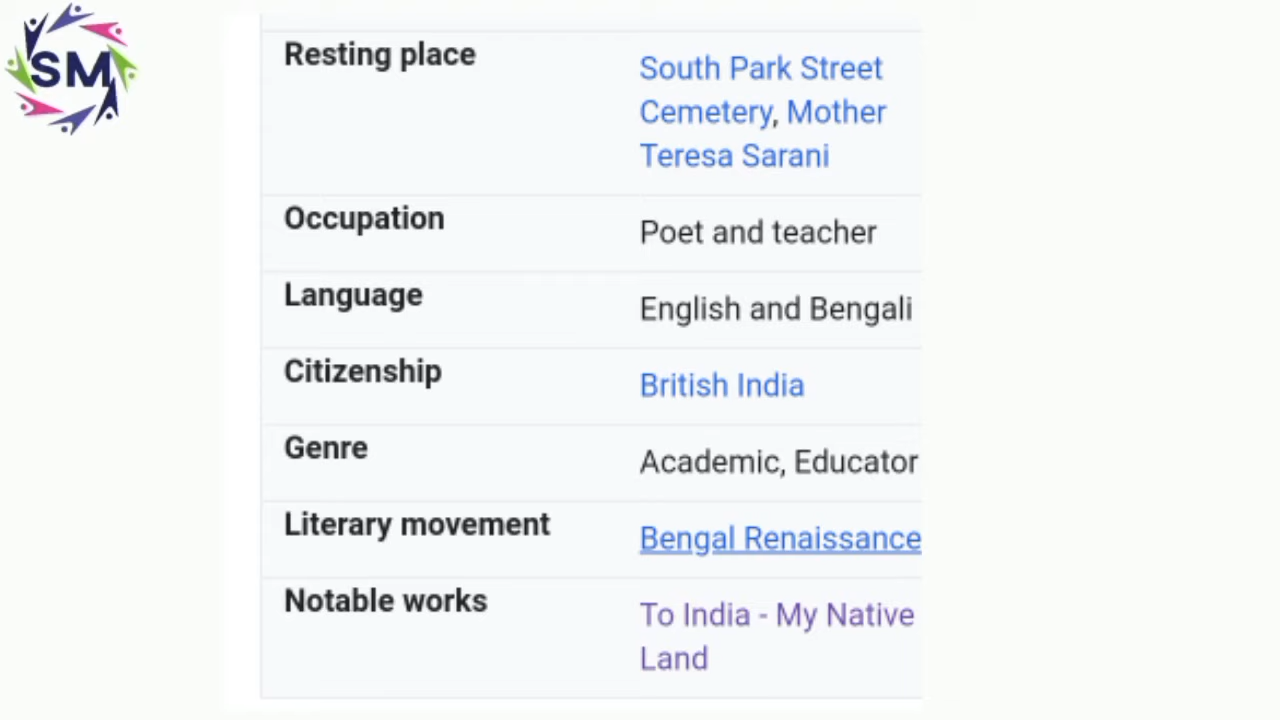 SM
Resting place
South Park Street
Cemetery, Mother
Teresa Sarani
Occupation
Poet and teacher
Language
English and Bengali
Citizenship
British India
Genre
Academic, Educator
Literary movement
Bengal Renaissance
Notable works
To India - My Native
Land